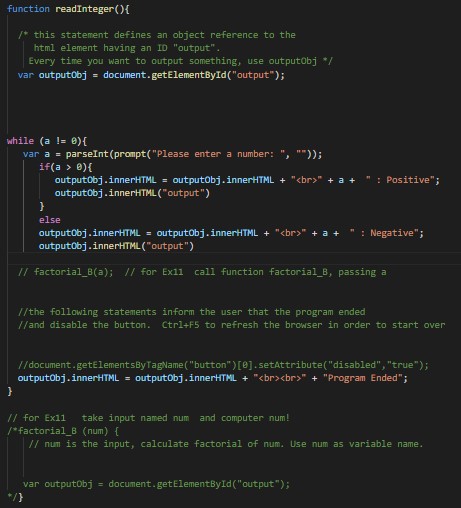 function readInteger(){
/* this statement defines an object reference to the
html element having an ID "output".
Every time you want to output something, use outputObj */
var outputObj = document.getElementById("output");
while (a != 0){
var a = parseInt(prompt("Please enter a number: ", ""));
if(a > 0){
outputObj.innerHTML = outputObj.innerHTML + "<br>" + a +  " : Positive";
outputObj.innerHTML("output")
}
else
outputObj.innerHTML = outputObj.innerHTML + "<br>" + a +  " : Negative";
outputObj.innerHTML("output")
// factorial_B(a);  // for Ex11  call function factorial_B, passing a
//the following statements inform the user that the program ended
//and disable the button.  Ctrl+F5 to refresh the browser in order to start over
//document.getElementsByTagName("button")[0].setAttribute("disabled","true");
outputObj.innerHTML = outputObj.innerHTML + "<br><br>" + "Program Ended";
}
// for Ex11   take input named num  and computer num!
/*factorial_B (num) {
// num is the input, calculate factorial of num. Use num as variable name.
var outputObj = document.getElementById("output");
*/}